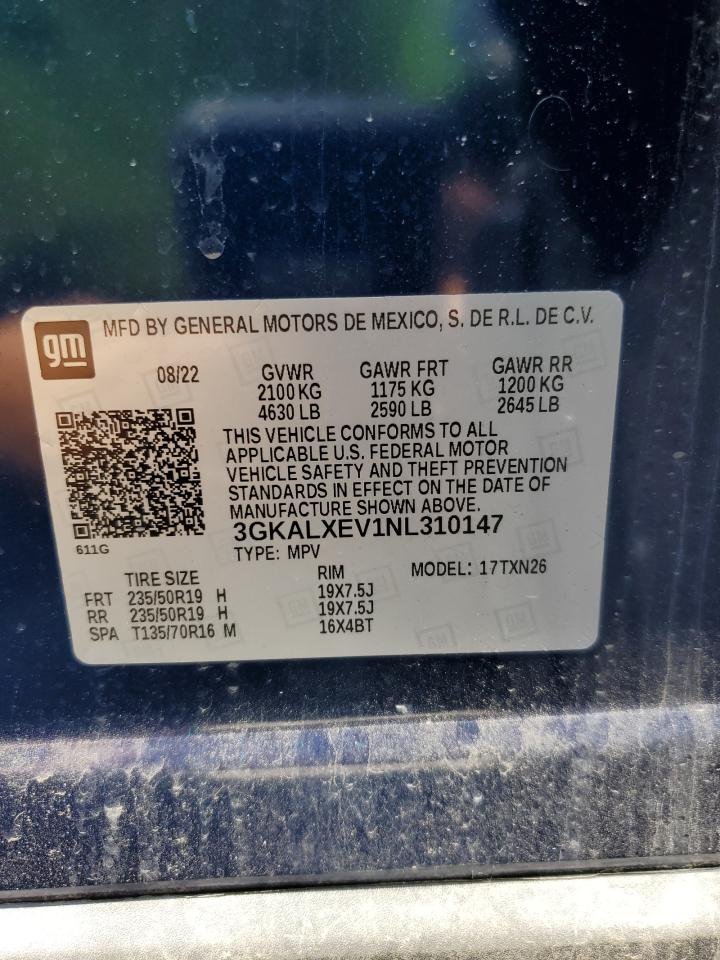 gm MFD BY GENERAL MOTORS DE MEXICO, S. DE R.L. DE C.V.
08/22 GVWR GAWR FRT GAWR RR
2100 KG 1175 KG 1200 KG
4630 LB 2590 LB 2645 LB
THIS VEHICLE CONFORMS TO ALL
APPLICABLE U.S. FEDERAL MOTOR
VEHICLE SAFETY AND THEFT PREVENTION
STANDARDS IN EFFECT ON THE DATE OF
MANUFACTURE SHOWN ABOVE.
3GKALXEV1NL310147
611G
TYPE: MPV
TIRE SIZE RIM MODEL: 17TXN26
FRT 235/50R19 H 19X7.5J
RR 235/50R19 H 19X7.5J
SPA T135/70R16 M 16X4BT